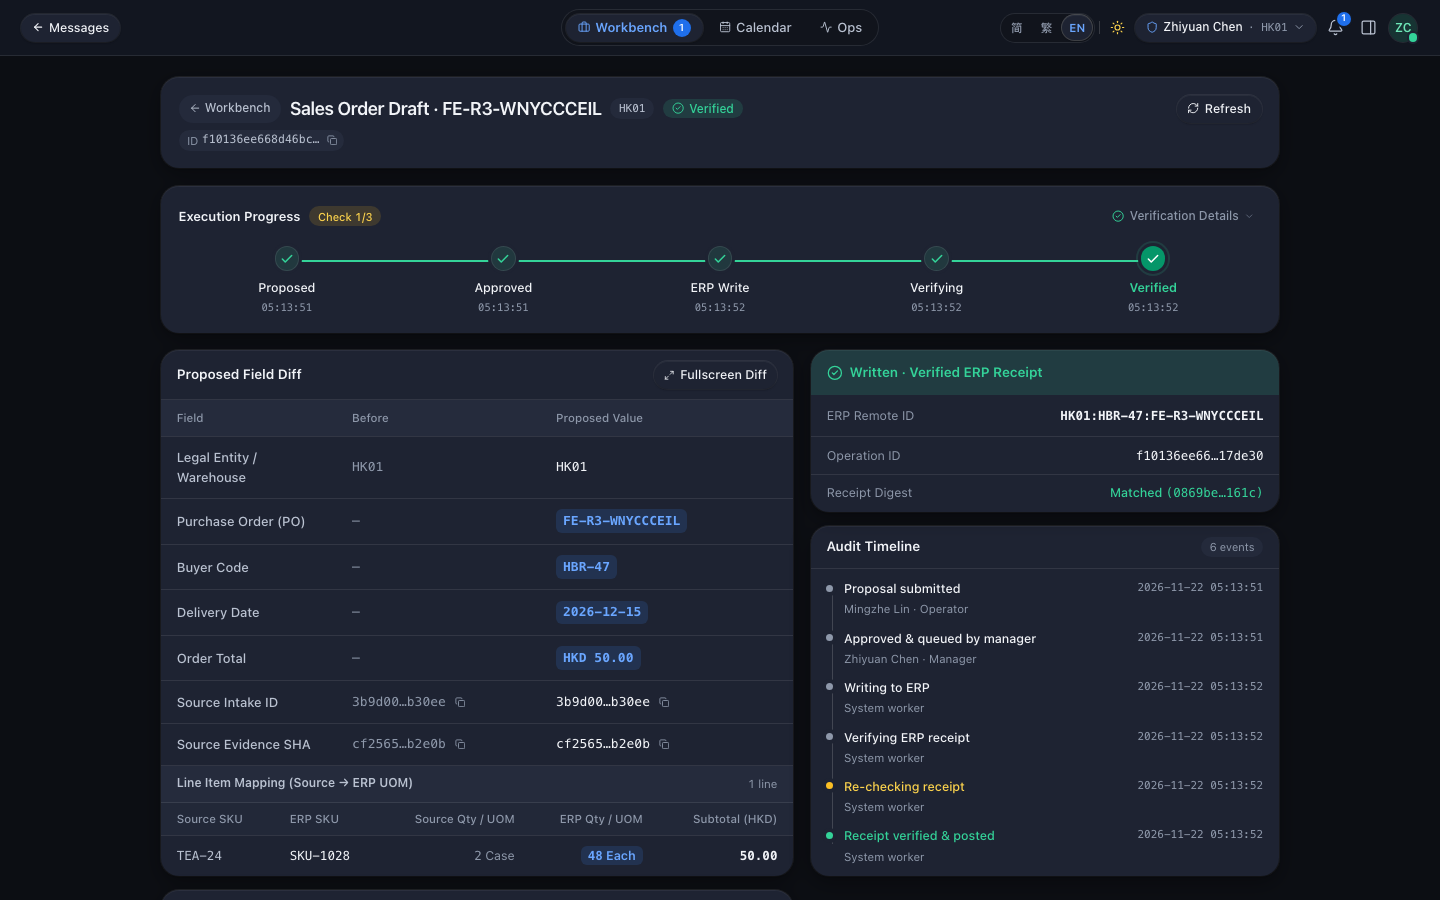 Messages
Workbench 1
Calendar
Ops
简 繁 EN
Zhiyuan Chen · HK01
1
ZC
Workbench
Sales Order Draft · FE-R3-WNYCCCEIL
HK01
Verified
Refresh
ID f10136ee668d46bc…
Execution Progress
Check 1/3
Verification Details
Proposed
Approved
ERP Write
Verifying
Verified
05:13:51
05:13:51
05:13:52
05:13:52
05:13:52
Proposed Field Diff
Fullscreen Diff
Field Before Proposed Value
Legal Entity /
Warehouse
HK01 HK01
Purchase Order (PO) — FE-R3-WNYCCCEIL
Buyer Code — HBR-47
Delivery Date — 2026-12-15
Order Total — HKD 50.00
Source Intake ID 3b9d00…b30ee 3b9d00…b30ee
Source Evidence SHA cf2565…b2e0b cf2565…b2e0b
Line Item Mapping (Source → ERP UOM) 1 line
Source SKU ERP SKU Source Qty / UOM ERP Qty / UOM Subtotal (HKD)
TEA-24 SKU-1028 2 Case 48 Each 50.00
Written · Verified ERP Receipt
ERP Remote ID HK01:HBR-47:FE-R3-WNYCCCEIL
Operation ID f10136ee66…17de30
Receipt Digest Matched (0869be…161c)
Audit Timeline 6 events
Proposal submitted 2026-11-22 05:13:51
Mingzhe Lin · Operator
Approved & queued by manager 2026-11-22 05:13:51
Zhiyuan Chen · Manager
Writing to ERP 2026-11-22 05:13:52
System worker
Verifying ERP receipt 2026-11-22 05:13:52
System worker
Re-checking receipt 2026-11-22 05:13:52
System worker
Receipt verified & posted 2026-11-22 05:13:52
System worker